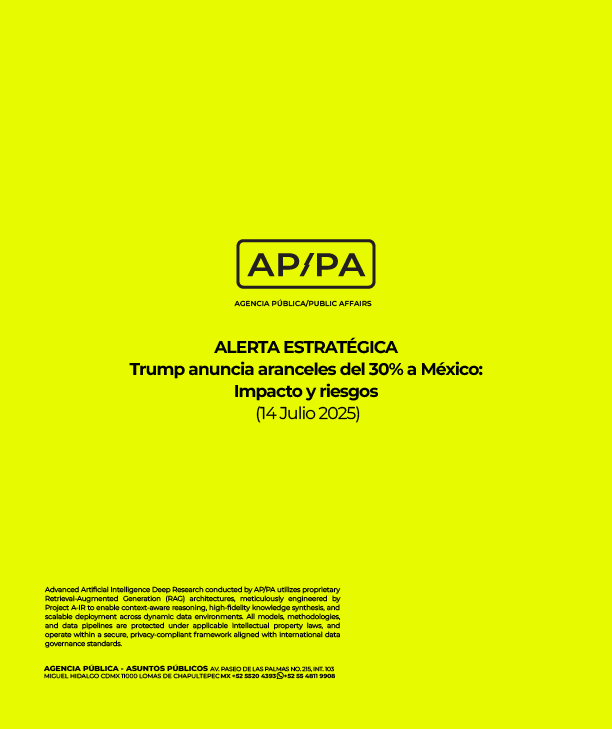 AP/PA
AGENCIA PÚBLICA/PUBLIC AFFAIRS
ALERTA ESTRATÉGICA
Trump anuncia aranceles del 30% a México:
Impacto y riesgos
(14 Julio 2025)
Advanced Artificial Intelligence Deep Research conducted by AP/PA utilizes proprietary
Retrieval-Augmented Generation (RAG) architectures, meticulously engineered by
Project A-IR to enable context-aware reasoning, high-fidelity knowledge synthesis, and
scalable deployment across dynamic data environments. All models, methodologies,
and data pipelines are protected under applicable intellectual property laws, and
operate within a secure, privacy-compliant framework aligned with international data
governance standards.
AGENCIA PÚBLICA - ASUNTOS PÚBLICOS AV. PASEO DE LAS PALMAS NO. 215, INT. 103
MIGUEL HIDALGO CDMX 11000 LOMAS DE CHAPULTEPEC MX +52 5520 4393 +52 55 4811 9908